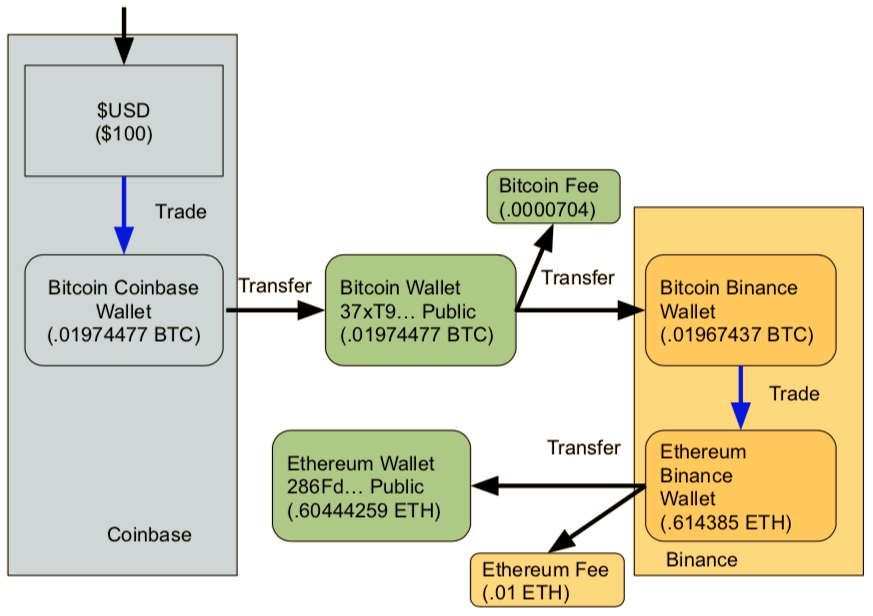 $USD
($100)
Trade
Bitcoin Coinbase
Wallet
(.01974477 BTC)
Transfer
Bitcoin Wallet
37xT9... Public
(.01974477 BTC)
Bitcoin Fee
(.0000704)
Transfer
Bitcoin Binance
Wallet
(.01967437 BTC)
Trade
Ethereum
Binance
Wallet
(.614385 ETH)
Transfer
Ethereum Wallet
286Fd... Public
(.60444259 ETH)
Ethereum Fee
(.01 ETH)
Coinbase
Binance